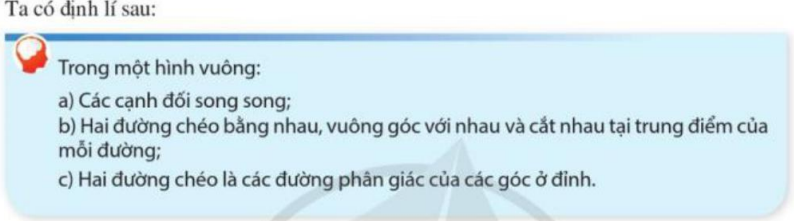 Ta có định lí sau:
Trong một hình vuông:
a) Các cạnh đối song song;
b) Hai đường chéo bằng nhau, vuông góc với nhau và cắt nhau tại trung điểm của
mỗi đường;
c) Hai đường chéo là các đường phân giác của các góc ở đỉnh.